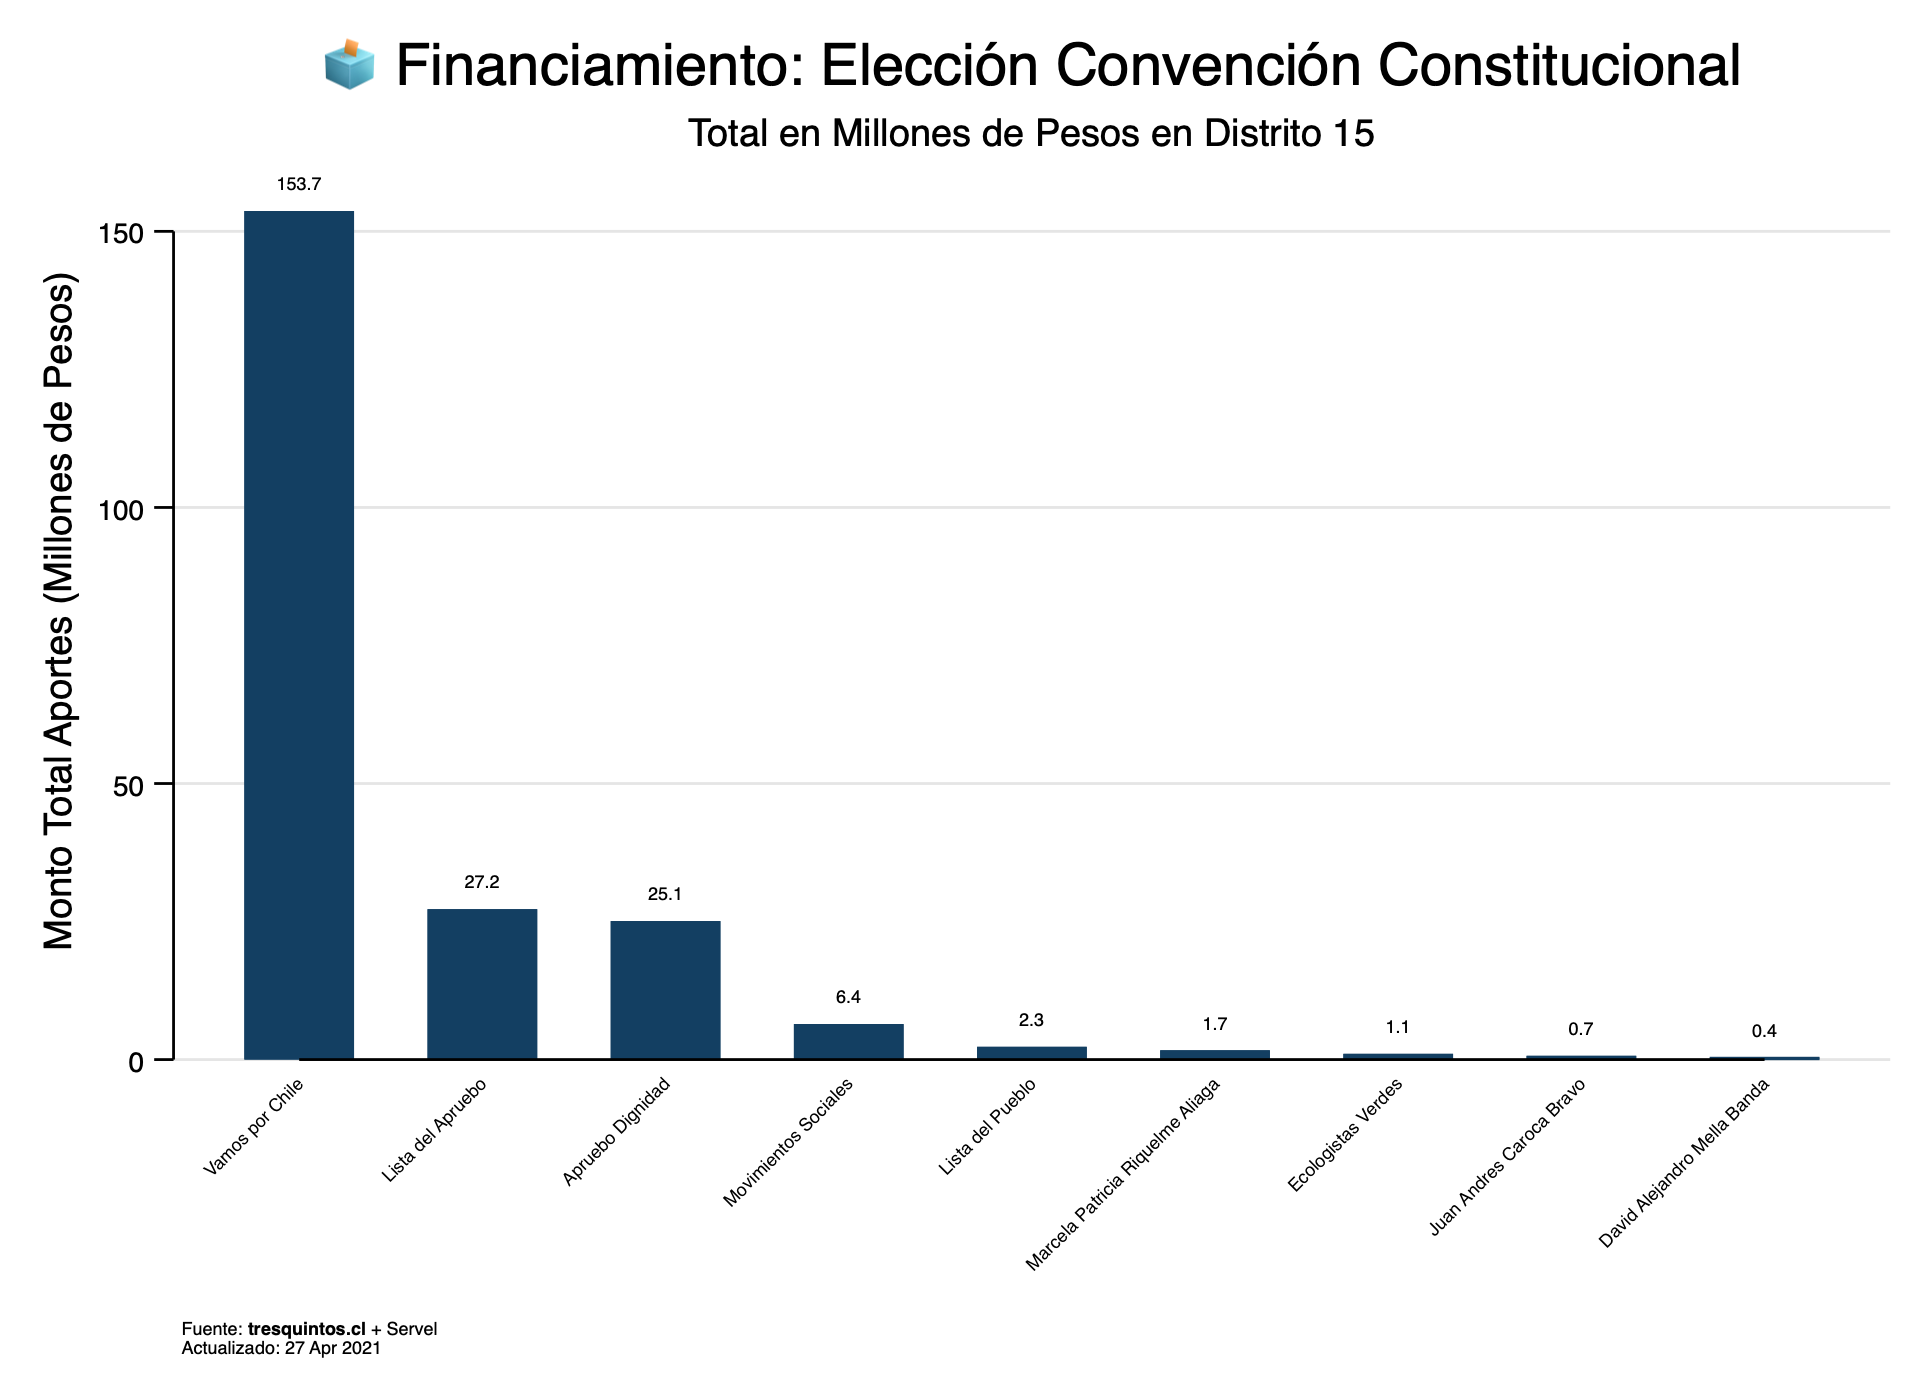 Financiamiento: Elección Convención Constitucional
Total en Millones de Pesos en Distrito 15
Monto Total Aportes (Millones de Pesos)
150
100
50
0
153.7
27.2
25.1
6.4
2.3
1.7
1.1
0.7
0.4
Vamos por Chile
Lista del Apruebo
Apruebo Dignidad
Movimientos Sociales
Lista del Pueblo
Marcela Patricia Riquelme Aliaga
Ecologistas Verdes
Juan Andres Caroca Bravo
David Alejandro Mella Banda
Fuente: tresquintos.cl + Servel
Actualizado: 27 Apr 2021